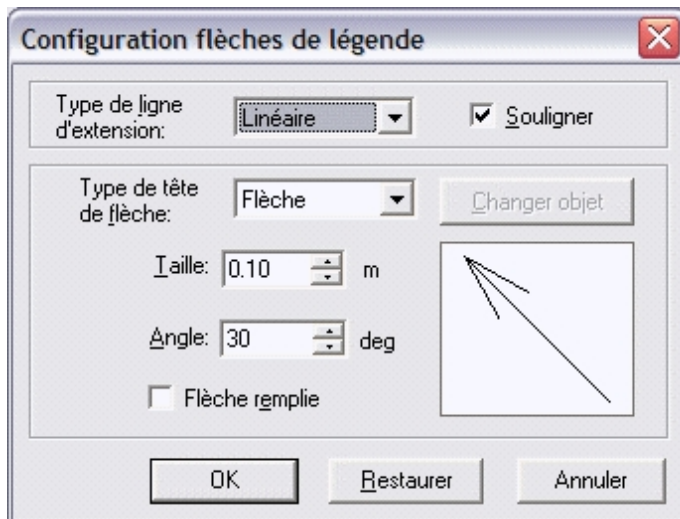 Configuration flèches de légende
Type de ligne
d'extension:
Linéaire
Souligner
Type de tête
de flèche:
Flèche
Changer objet
Taille: 0.10 m
Angle: 30 deg
Flèche remplie
OK Restaurer Annuler